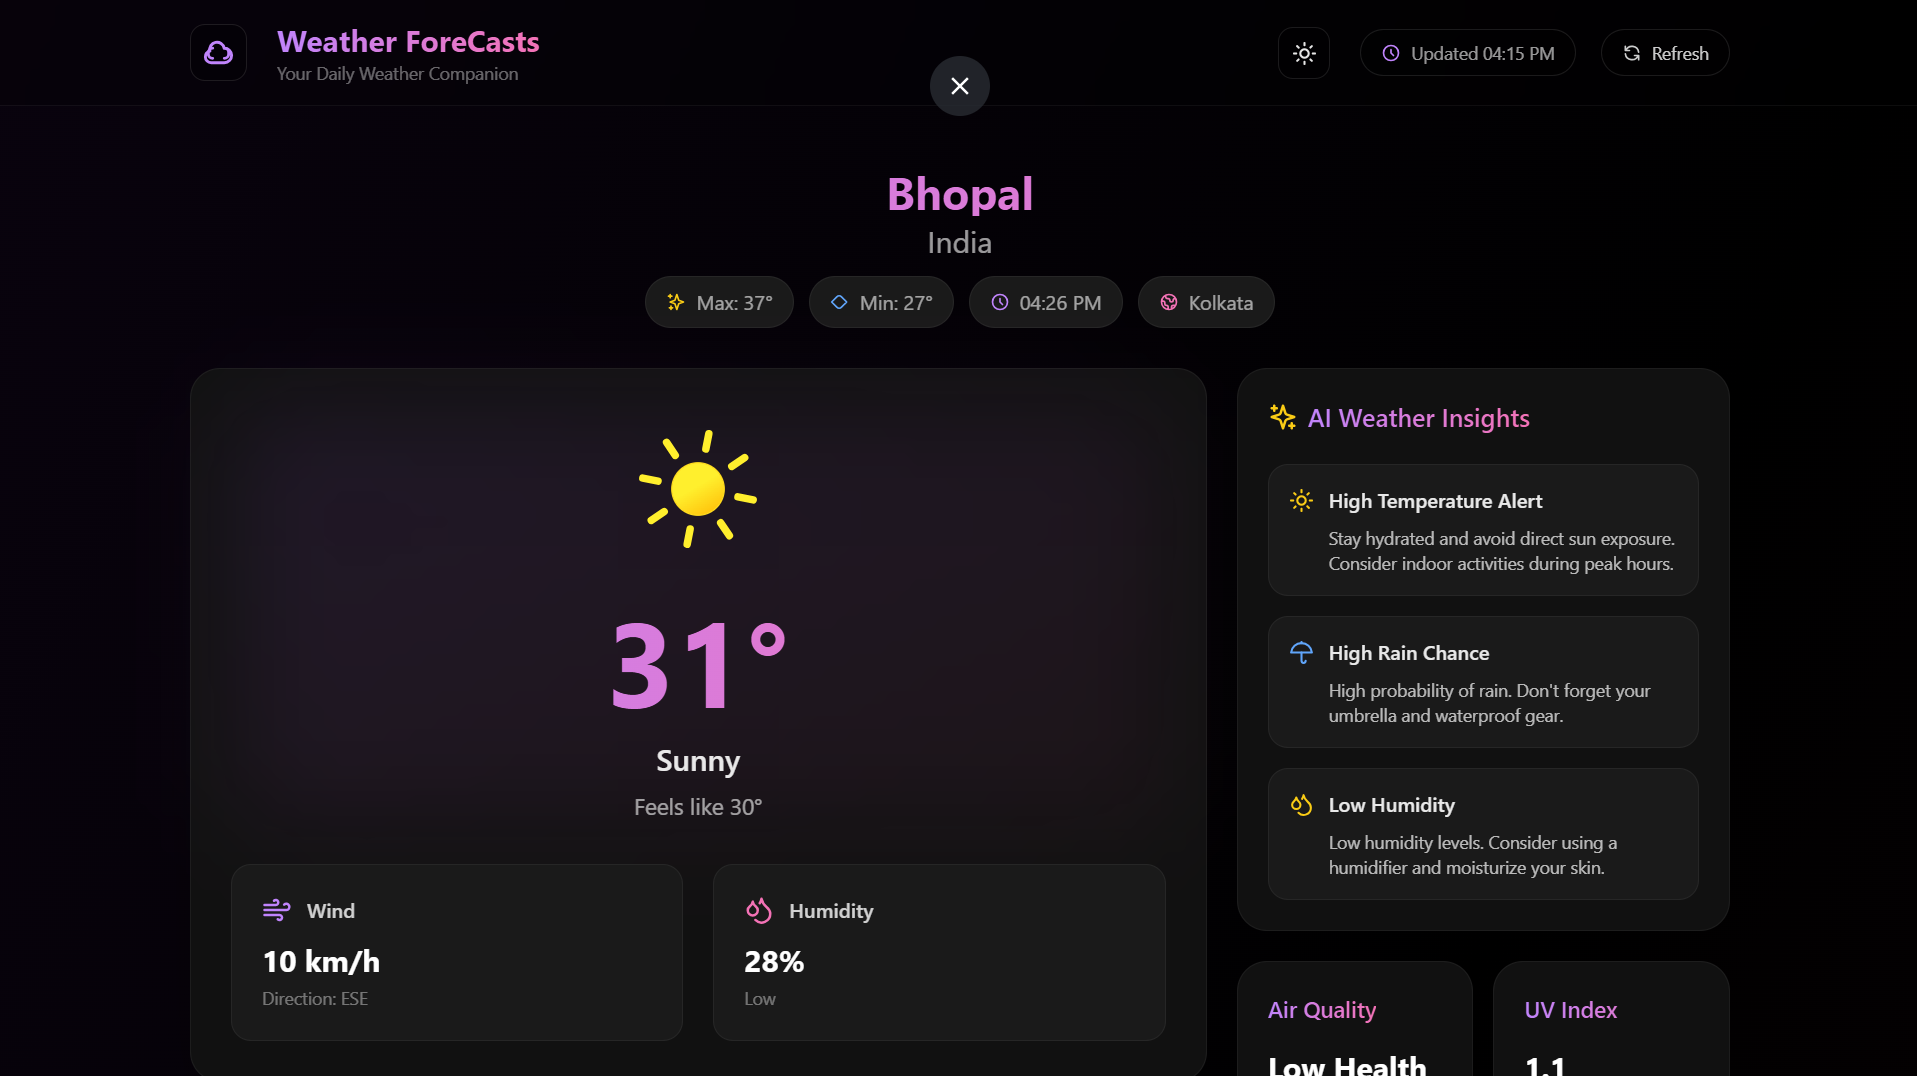 Weather ForeCasts
Your Daily Weather Companion
Updated 04:15 PM
Refresh
Bhopal
India
Max: 37°
Min: 27°
04:26 PM
Kolkata
31°
Sunny
Feels like 30°
Wind
10 km/h
Direction: ESE
Humidity
28%
Low
AI Weather Insights
High Temperature Alert
Stay hydrated and avoid direct sun exposure.
Consider indoor activities during peak hours.
High Rain Chance
High probability of rain. Don't forget your
umbrella and waterproof gear.
Low Humidity
Low humidity levels. Consider using a
humidifier and moisturize your skin.
Air Quality
Low Health
UV Index
1.1